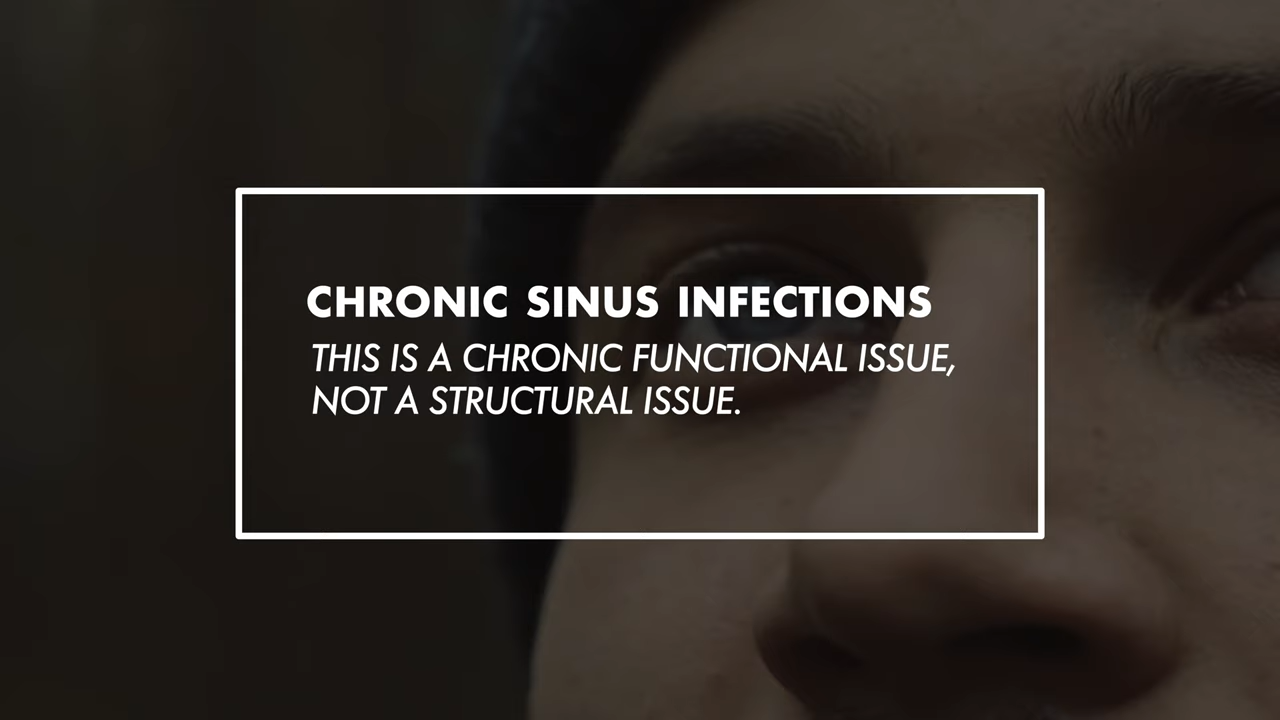 CHRONIC SINUS INFECTIONS
THIS IS A CHRONIC FUNCTIONAL ISSUE,
NOT A STRUCTURAL ISSUE.